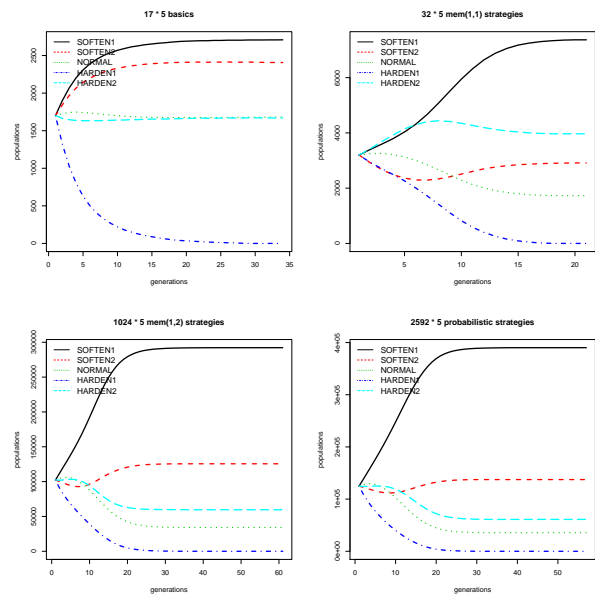 17 * 5 basics
SOFTEN1
SOFTEN2
NORMAL
HARDEN1
HARDEN2
populations
0
500
1000
1500
2000
2500
0
5
10
15
20
25
30
35
generations
32 * 5 mem(1,1) strategies
SOFTEN1
SOFTEN2
NORMAL
HARDEN1
HARDEN2
populations
0
2000
4000
6000
5
10
15
20
generations
1024 * 5 mem(1,2) strategies
SOFTEN1
SOFTEN2
NORMAL
HARDEN1
HARDEN2
populations
0
50000
100000
150000
200000
250000
300000
0
10
20
30
40
50
60
generations
2592 * 5 probabilistic strategies
SOFTEN1
SOFTEN2
NORMAL
HARDEN1
HARDEN2
populations
0e+00
1e+05
2e+05
3e+05
4e+05
0
10
20
30
40
50
generations